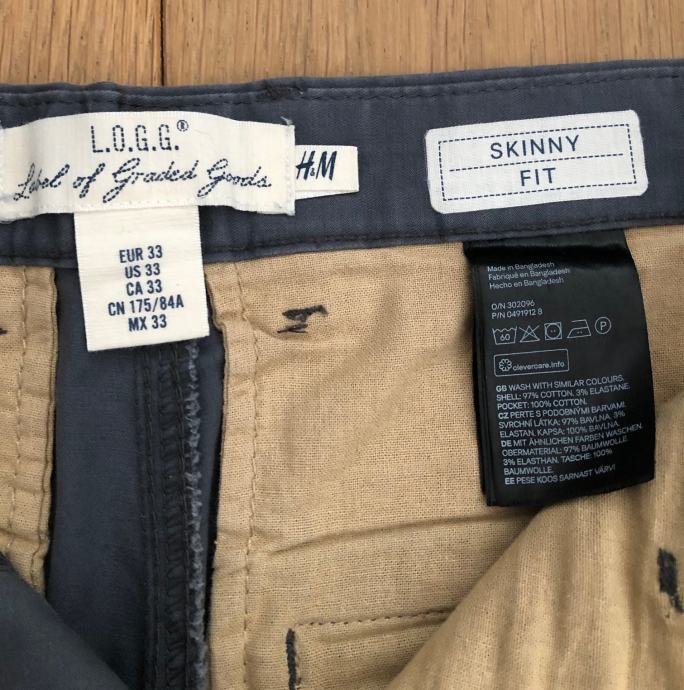 L.O.G.G.®
Label of Graded Goods.
H&M
SKINNY
FIT
EUR 33
US 33
CA 33
CN 175/84A
MX 33
Made in Bangladesh
Fabriqué en Bangladesh
Hecho en Bangladesh
O/N 302096
P/N 0491912 8
60
P
clevercare.info
GB WASH WITH SIMILAR COLOURS.
SHELL: 97% COTTON, 3% ELASTANE.
POCKET: 100% COTTON.
CZ PERTE S PODOBNÝMI BARVAMI.
SVRCHNÍ LÁTKA: 97% BAVLNA, 3%
ELASTAN. KAPSA: 100% BAVLNA.
DE MIT ÄHNLICHEN FARBEN WASCHEN.
OBERMATERIAL: 97% BAUMWOLLE
3% ELASTHAN. TASCHE: 100%
BAUMWOLLE.
EE PESE KOOS SARNAST VÄRVI